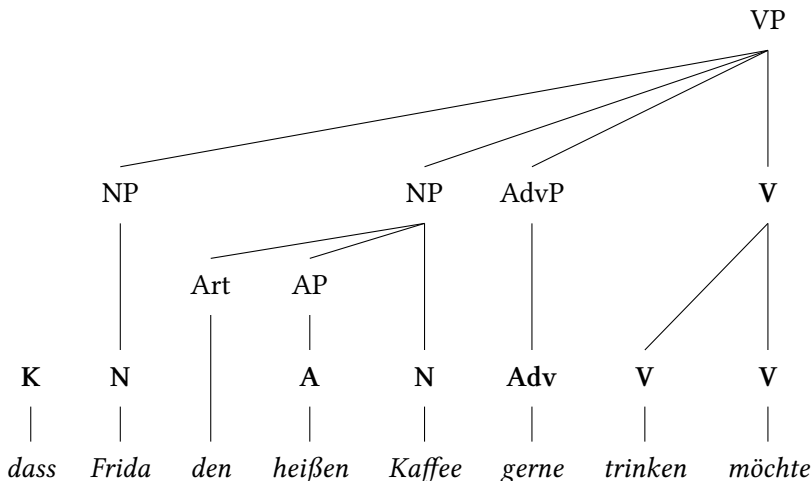 VP
NP NP AdvP V
Art AP
K N A N Adv V V
dass Frida den heißen Kaffee gerne trinken möchte